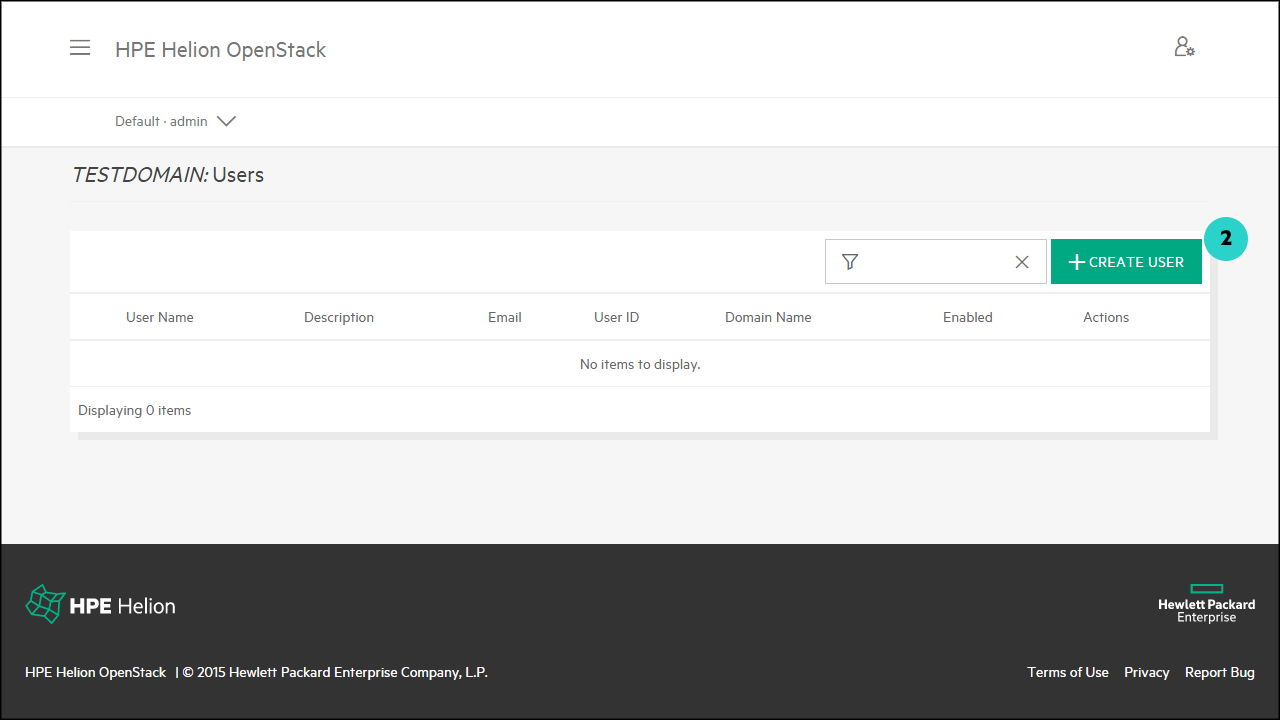 HPE Helion OpenStack
Default · admin
TESTDOMAIN: Users
2
CREATE USER
User Name Description Email User ID Domain Name Enabled Actions
No items to display.
Displaying 0 items
HPE Helion
Hewlett Packard
Enterprise
HPE Helion OpenStack | © 2015 Hewlett Packard Enterprise Company, L.P.
Terms of Use Privacy Report Bug